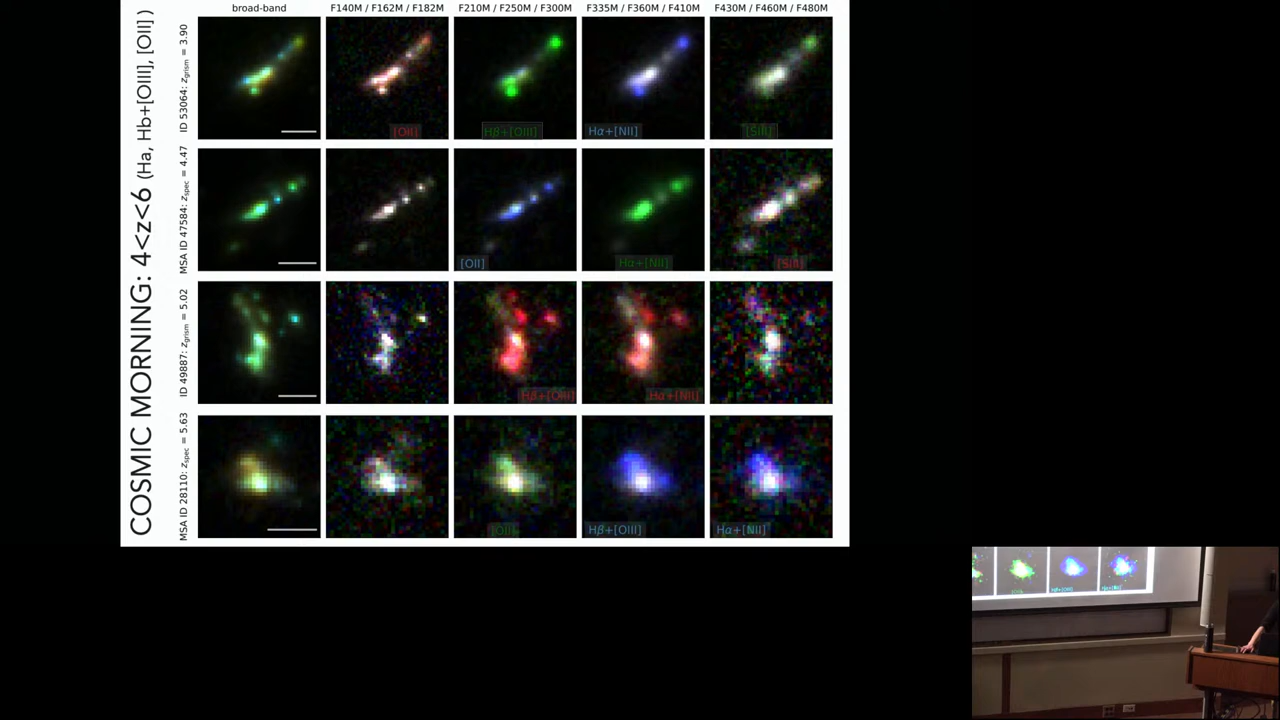 COSMIC MORNING: 4<z<6 (Ha, Hb+[OIII], [OII] )
broad-band
F140M / F162M / F182M
F210M / F250M / F300M
F335M / F360M / F410M
F430M / F460M / F480M
ID 53064: zgrism = 3.90
[OII]
Hβ+[OIII]
Hα+[NII]
[SIII]
MSA ID 47584: zspec = 4.47
[OII]
Hα+[NII]
[SIII]
ID 49887: zgrism = 5.02
Hβ+[OIII]
Hα+[NII]
MSA ID 28110: zspec = 5.63
[OII]
Hβ+[OIII]
Hα+[NII]